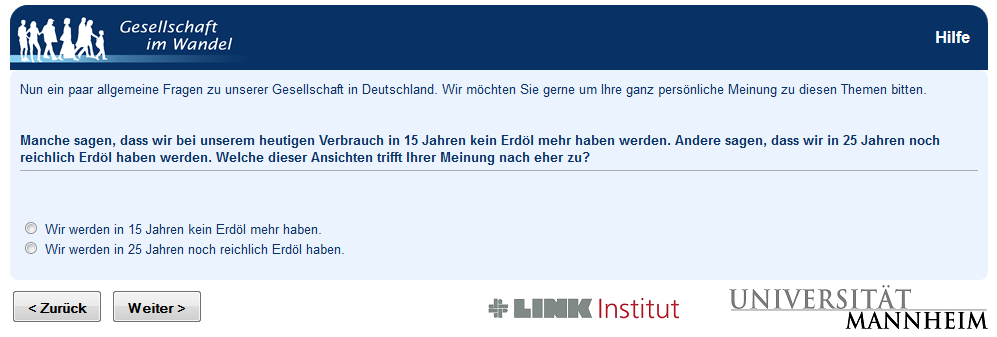 Gesellschaft
im Wandel
Hilfe
Nun ein paar allgemeine Fragen zu unserer Gesellschaft in Deutschland. Wir möchten Sie gerne um Ihre ganz persönliche Meinung zu diesen Themen bitten.
Manche sagen, dass wir bei unserem heutigen Verbrauch in 15 Jahren kein Erdöl mehr haben werden. Andere sagen, dass wir in 25 Jahren noch
reichlich Erdöl haben werden. Welche dieser Ansichten trifft Ihrer Meinung nach eher zu?
Wir werden in 15 Jahren kein Erdöl mehr haben.
Wir werden in 25 Jahren noch reichlich Erdöl haben.
< Zurück
Weiter >
LINK Institut
UNIVERSITÄT
MANNHEIM